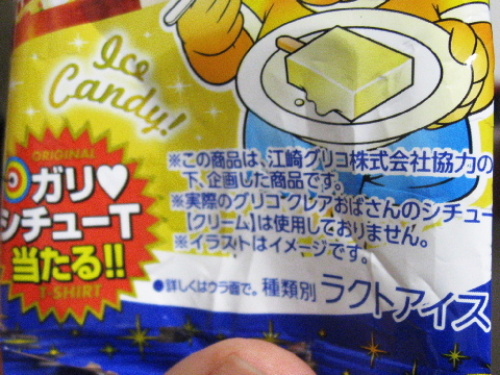 Ice
Candy!
ORIGINAL
ガリ♥
シチューT
当たる!!
T-SHIRT
※この商品は、江崎グリコ株式会社協力の
下、企画した商品です。
※実際のグリコ クレアおばさんのシチュー
【クリーム】は使用しておりません。
※イラストはイメージです。
●詳しくはウラ面で。種類別 ラクトアイス